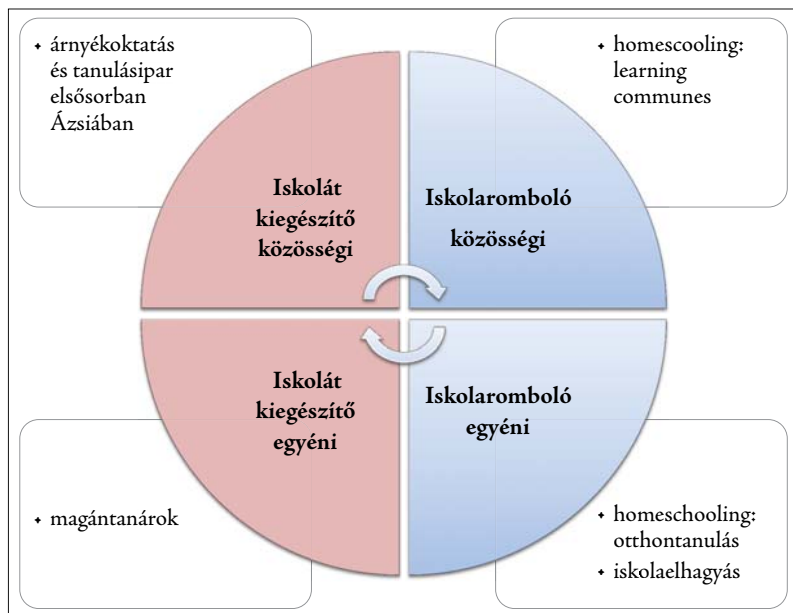 + árnyékoktatás
és tanulásipar
elsősorban
Ázsiában
+ homescooling:
learning
communes
Iskolát
kiegészítő
közösségi
Iskolaromboló
közösségi
Iskolát
kiegészítő
egyéni
Iskolaromboló
egyéni
+ magántanárok
+ homeschooling:
otthontanulás
+ iskolaelhagyás